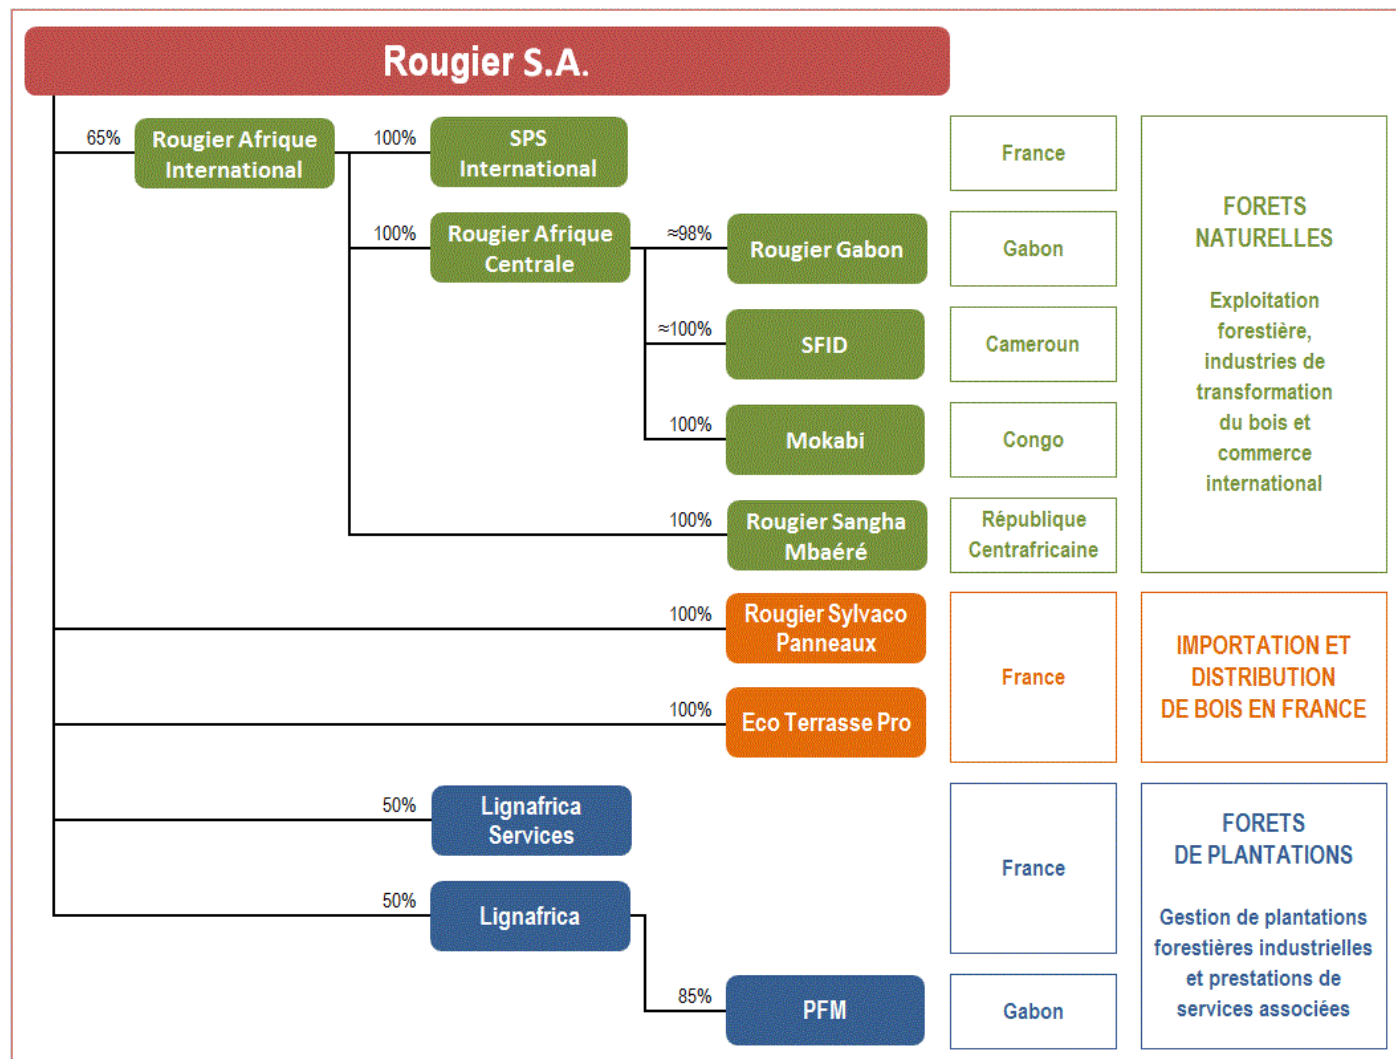 Rougier S.A.
65%
Rougier Afrique
International
100%
SPS
International
France
100%
Rougier Afrique
Centrale
≈98%
Rougier Gabon
Gabon
≈100%
SFID
Cameroun
100%
Mokabi
Congo
100%
Rougier Sangha
Mbaéré
République
Centrafricaine
FORETS
NATURELLES
Exploitation
forestière,
industries de
transformation
du bois et
commerce
international
100%
Rougier Sylvaco
Panneaux
100%
Eco Terrasse Pro
France
IMPORTATION ET
DISTRIBUTION
DE BOIS EN FRANCE
50%
Lignafrica
Services
50%
Lignafrica
France
85%
PFM
Gabon
FORETS
DE PLANTATIONS
Gestion de plantations
forestières industrielles
et prestations de
services associées